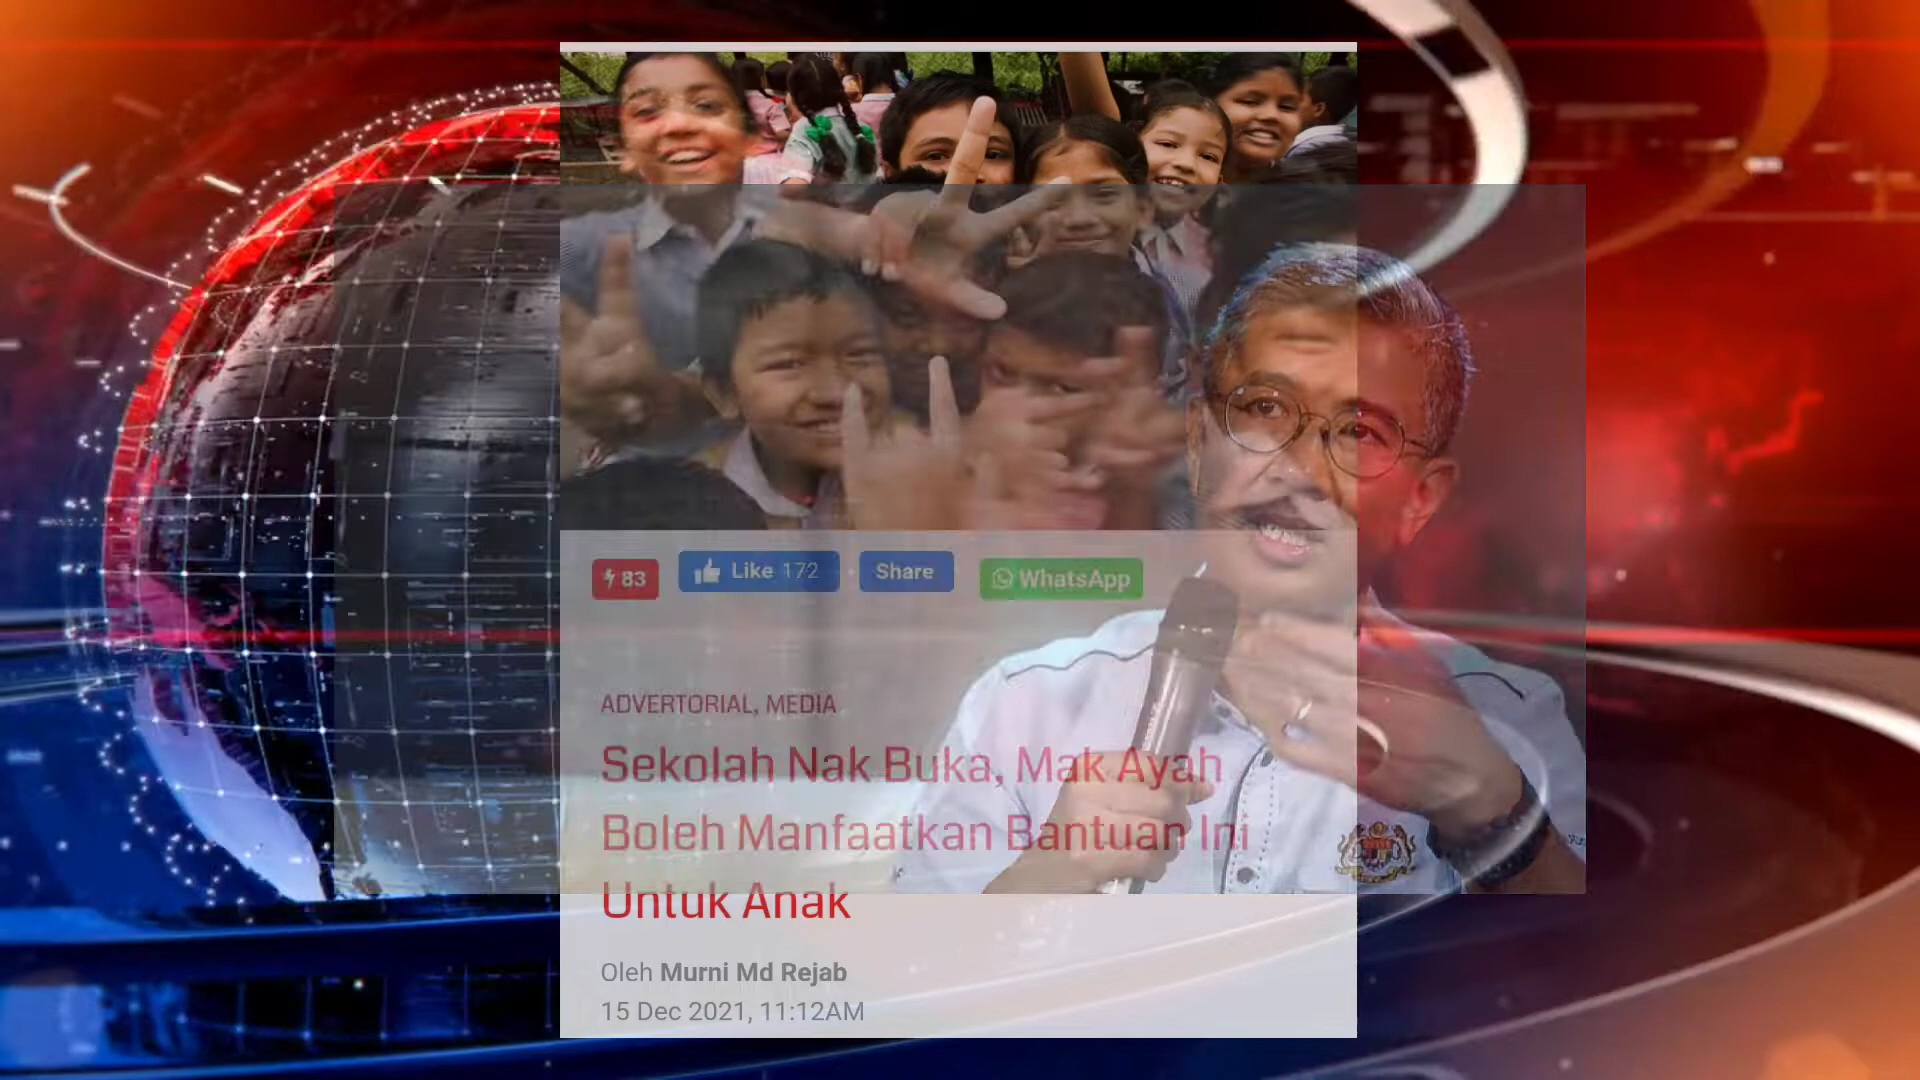 83
Like 172
Share
WhatsApp
ADVERTORIAL, MEDIA
Sekolah Nak Buka, Mak Ayah
Boleh Manfaatkan Bantuan Ini
Untuk Anak
Oleh Murni Md Rejab
15 Dec 2021, 11:12AM